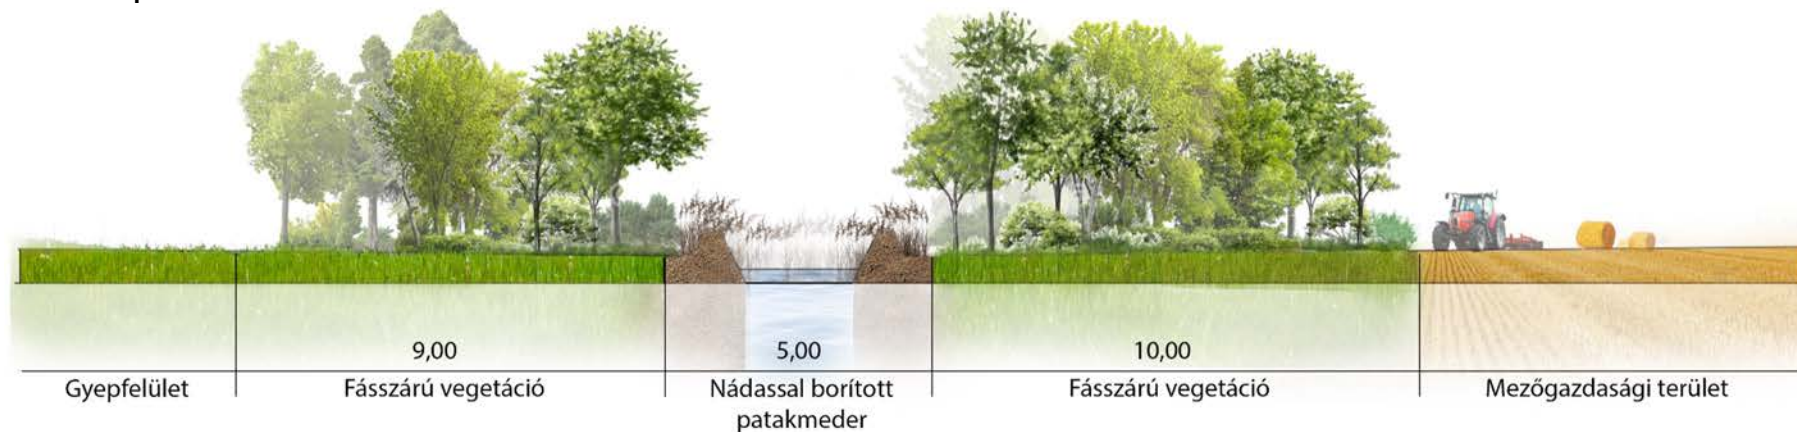 9,00
5,00
10,00
Gyepfelület
Fásszárú vegetáció
Nádassal borított
patakmeder
Fásszárú vegetáció
Mezőgazdasági terület